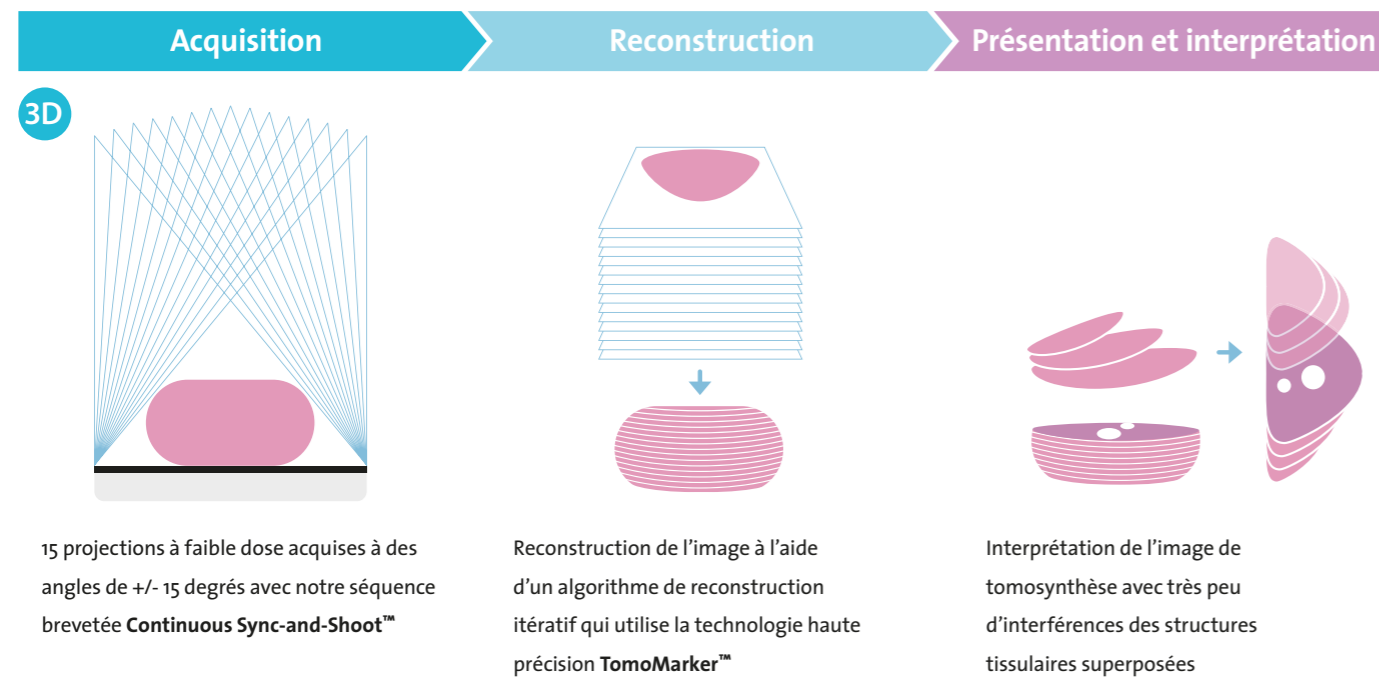 Acquisition
Reconstruction
Présentation et interprétation
3D
15 projections à faible dose acquises à des
angles de +/- 15 degrés avec notre séquence
brevetée Continuous Sync-and-Shoot™
Reconstruction de l’image à l’aide
d’un algorithme de reconstruction
itératif qui utilise la technologie haute
précision TomoMarker™
Interprétation de l’image de
tomosynthèse avec très peu
d’interférences des structures
tissulaires superposées